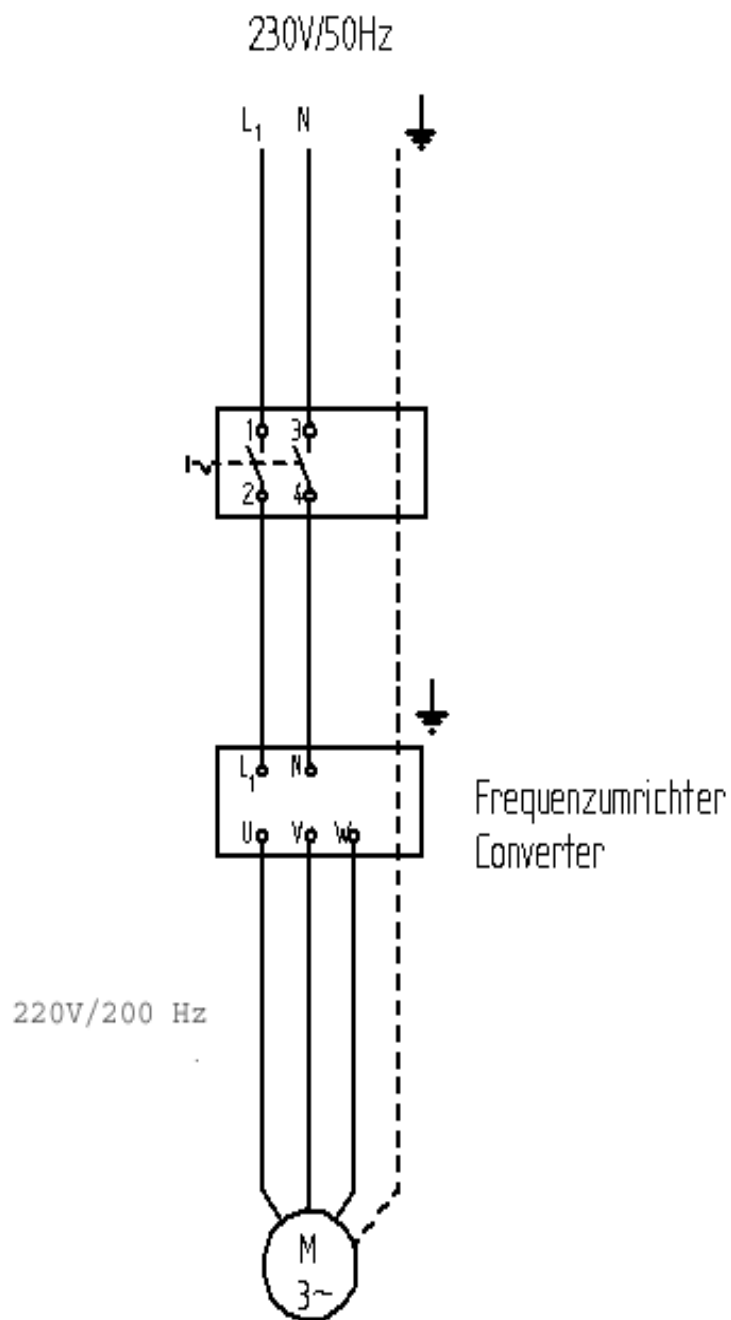 230V/50Hz
L1 N
1 3
2 4
L1 N
U V W
Frequenzumrichter
Converter
220V/200 Hz
M
3~